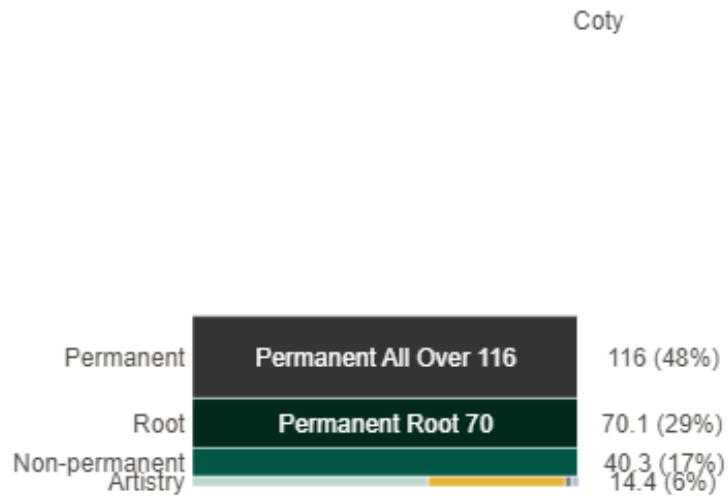 Coty
Permanent Permanent All Over 116 116 (48%)
Root Permanent Root 70 70.1 (29%)
Non-permanent 40.3 (17%)
Artistry 14.4 (6%)